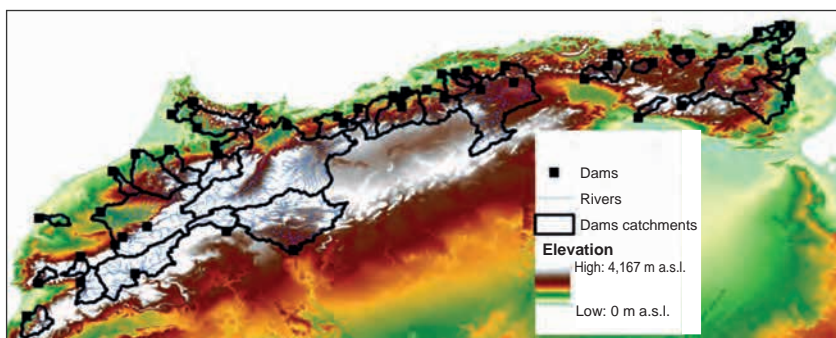 Dams
Rivers
Dams catchments
Elevation
High: 4,167 m a.s.l.
Low: 0 m a.s.l.